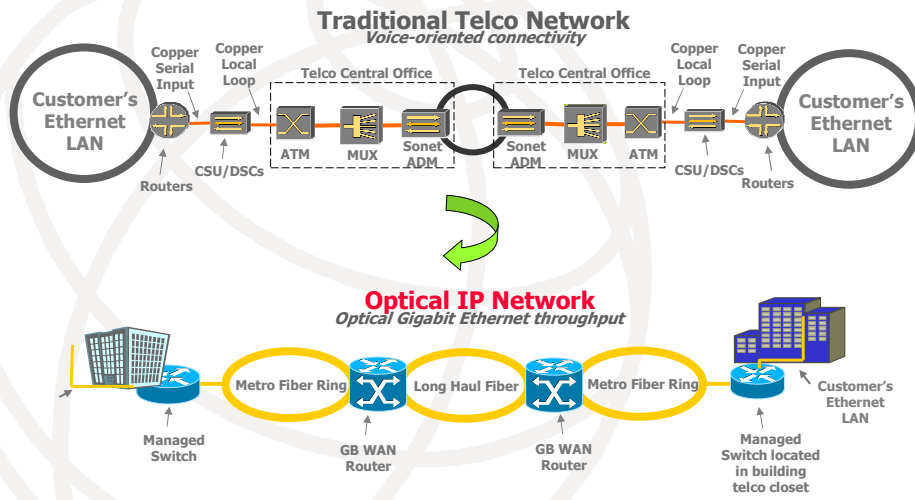 Traditional Telco Network
Voice-oriented connectivity
Copper
Serial
Input
Copper
Local
Loop
Telco Central Office
Telco Central Office
Copper
Local
Loop
Copper
Serial
Input
Customer's
Ethernet
LAN
Customer's
Ethernet
LAN
ATM
MUX
Sonet
ADM
Sonet
ADM
MUX
ATM
Routers
CSU/DSCs
CSU/DSCs
Routers
Optical IP Network
Optical Gigabit Ethernet throughput
Metro Fiber Ring
Long Haul Fiber
Metro Fiber Ring
Customer's
Ethernet
LAN
Managed
Switch
GB WAN
Router
GB WAN
Router
Managed
Switch located
in building
telco closet